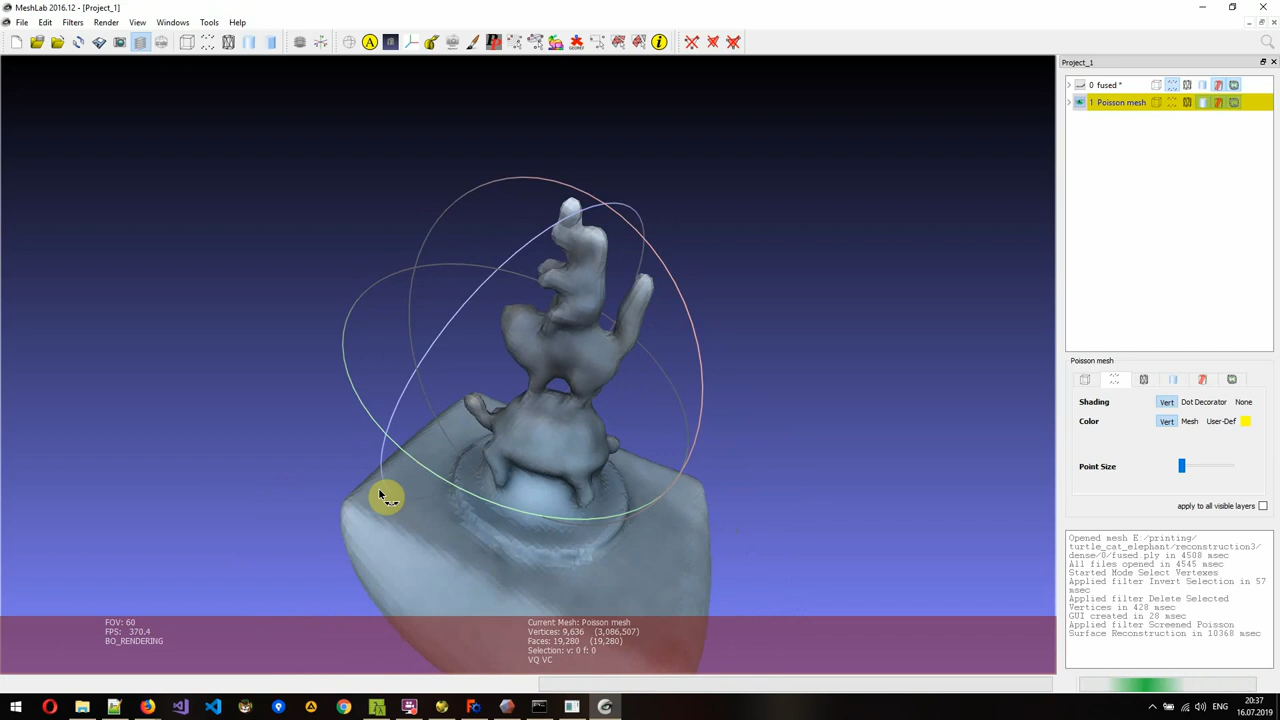 MeshLab 2016.12 - [Project_1]
File Edit Filters Render View Windows Tools Help
Project_1
0 fused *
1 Poisson mesh
Poisson mesh
Shading Vert Dot Decorator None
Color Vert Mesh User-Def
Point Size
apply to all visible layers
Opened mesh E:/printing/
turtle_cat_elephant/reconstruction3/
dense/0/fused.ply in 4508 msec
All files opened in 4545 msec
Started Mode Select Vertexes
Applied filter Invert Selection in 57
msec
Applied filter Delete Selected
Vertices in 428 msec
GUI created in 28 msec
Applied filter Screened Poisson
Surface Reconstruction in 10368 msec
FOV: 60
FPS: 370.4
BO_RENDERING
Current Mesh: Poisson mesh
Vertices: 9,636 (3,086,507)
Faces: 19,280 (19,280)
Selection: v: 0 f: 0
VQ VC
ENG
20:37
16.07.2019